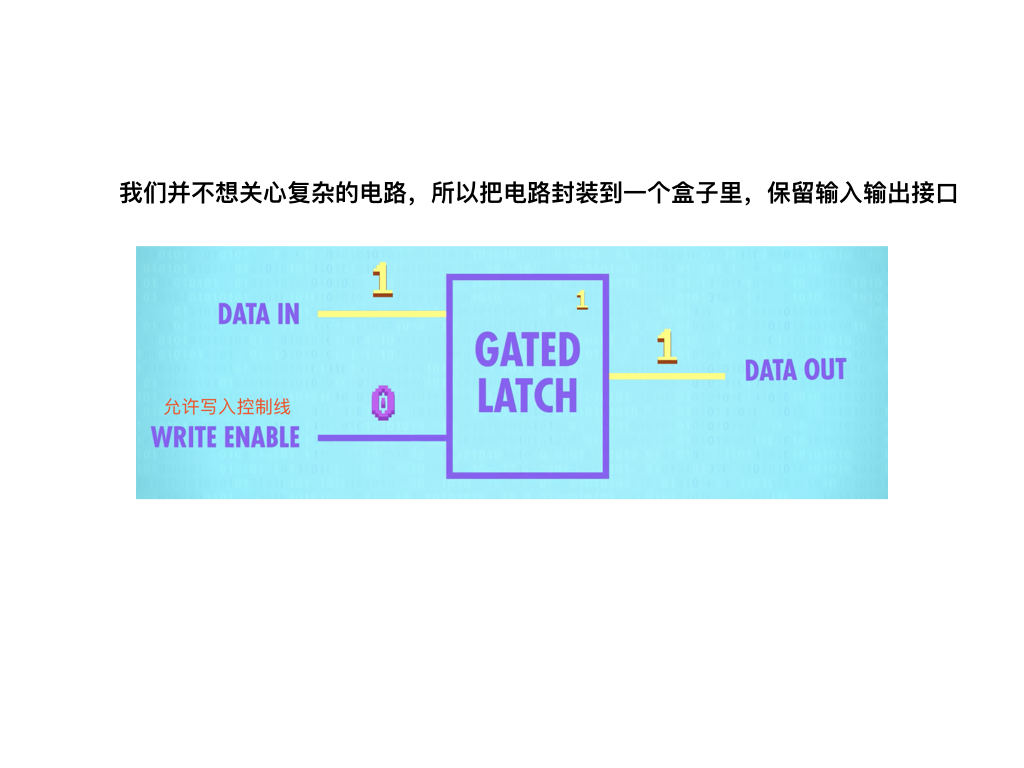 我们并不想关心复杂的电路，所以把电路封装到一个盒子里，保留输入输出接口
1
1
DATA IN
GATED
LATCH
1
DATA OUT
0
允许写入控制线
WRITE ENABLE